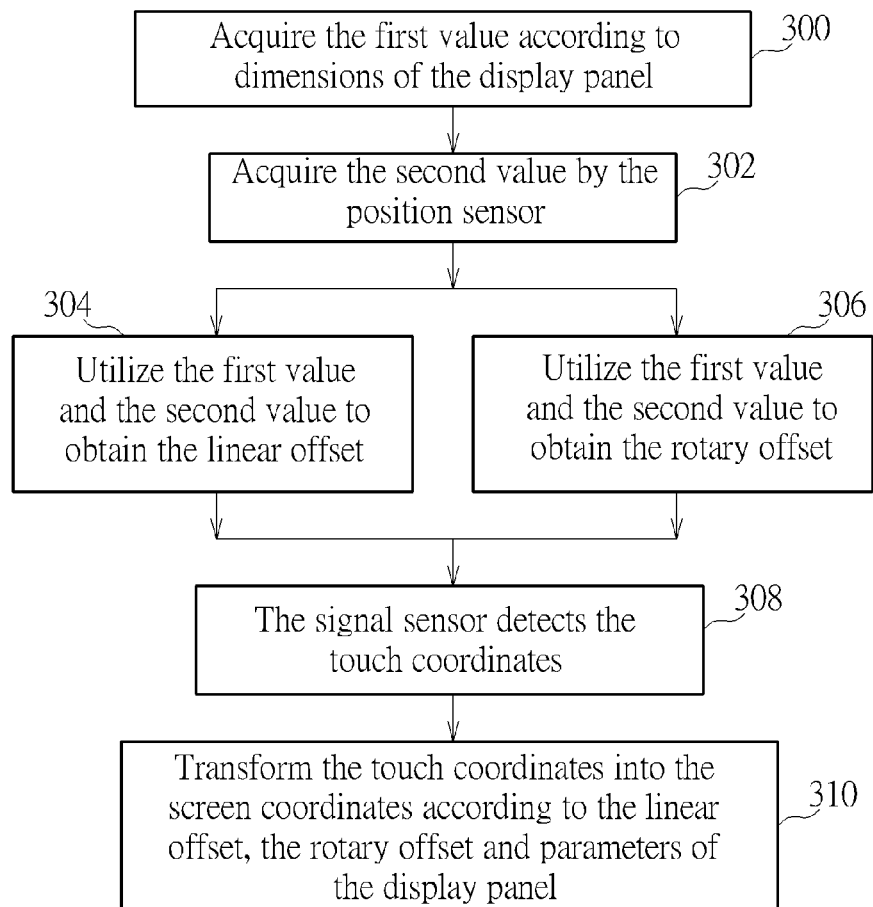 Acquire the first value according to
dimensions of the display panel
300
Acquire the second value by the
position sensor
302
304
Utilize the first value
and the second value to
obtain the linear offset
306
Utilize the first value
and the second value to
obtain the rotary offset
The signal sensor detects the
touch coordinates
308
Transform the touch coordinates into the
screen coordinates according to the linear
offset, the rotary offset and parameters of
the display panel
310